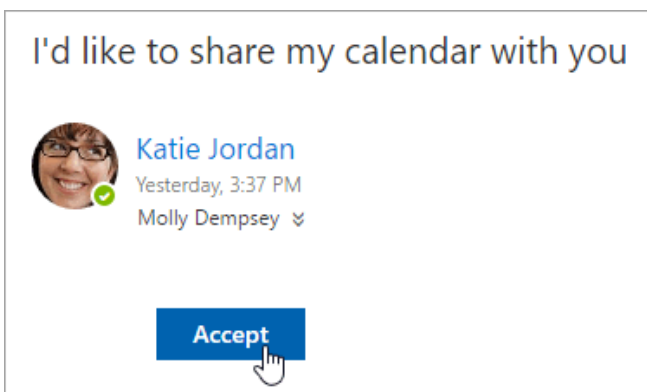 I'd like to share my calendar with you
Katie Jordan
Yesterday, 3:37 PM
Molly Dempsey
Accept